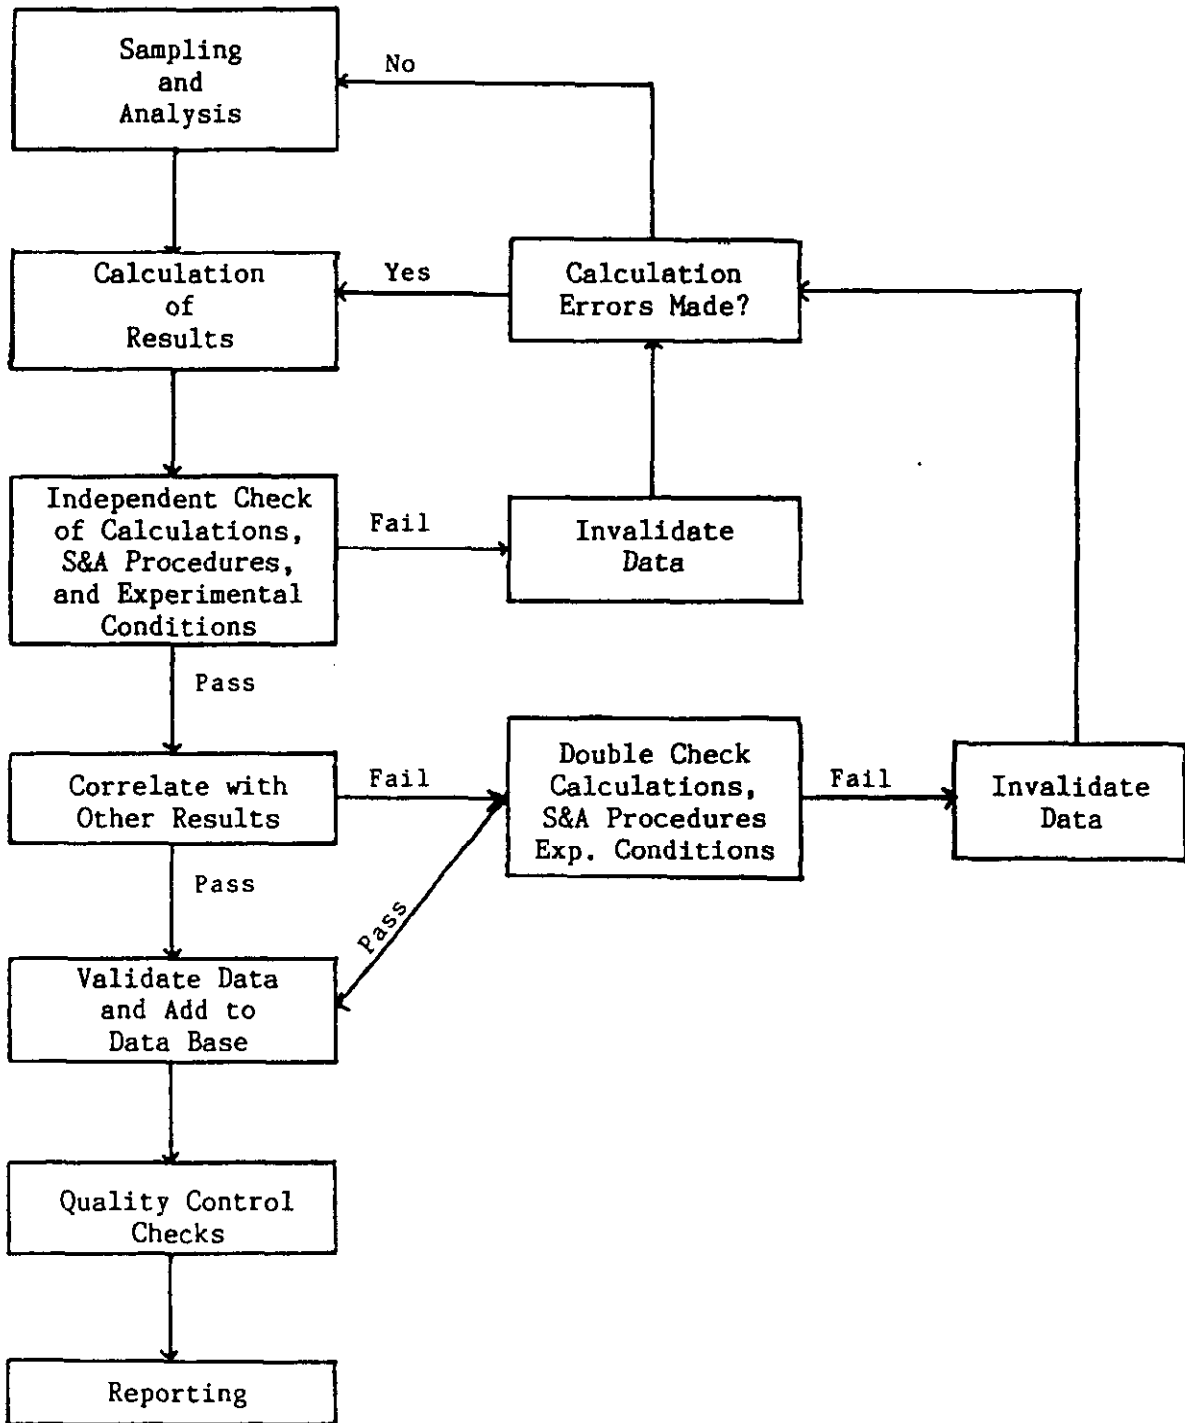 Sampling
and
Analysis
No
Calculation
of
Results
Yes
Calculation
Errors Made?
Independent Check
of Calculations,
S&A Procedures,
and Experimental
Conditions
Fail
Invalidate
Data
Pass
Correlate with
Other Results
Fail
Double Check
Calculations,
S&A Procedures
Exp. Conditions
Fail
Invalidate
Data
Pass
Pass
Validate Data
and Add to
Data Base
Quality Control
Checks
Reporting